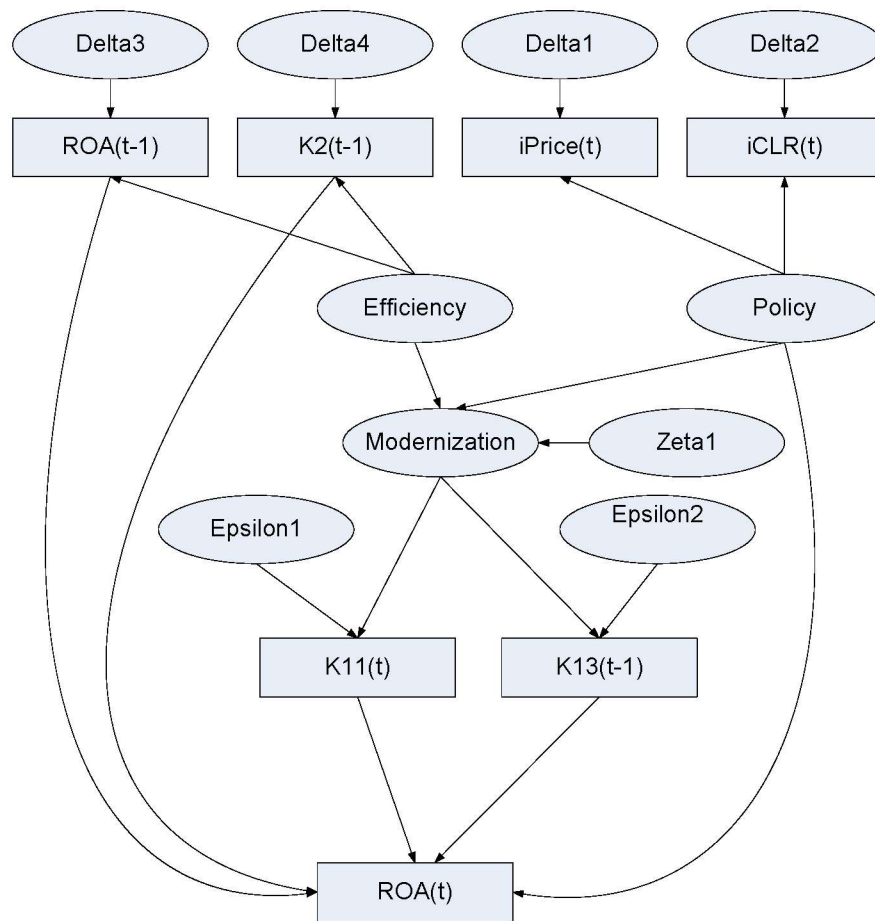 Delta3
Delta4
Delta1
Delta2
ROA(t-1)
K2(t-1)
iPrice(t)
iCLR(t)
Efficiency
Policy
Modernization
Zeta1
Epsilon1
Epsilon2
K11(t)
K13(t-1)
ROA(t)